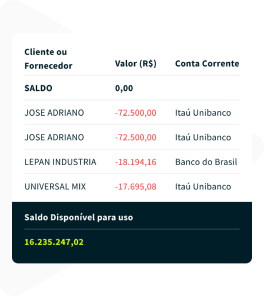 Cliente ou
Fornecedor Valor (R$) Conta Corrente
SALDO 0,00
JOSE ADRIANO -72.500,00 Itaú Unibanco
JOSE ADRIANO -72.500,00 Itaú Unibanco
LEPAN INDUSTRIA -18.194,16 Banco do Brasil
UNIVERSAL MIX -17.695,08 Itaú Unibanco
Saldo Disponível para uso
16.235.247,02